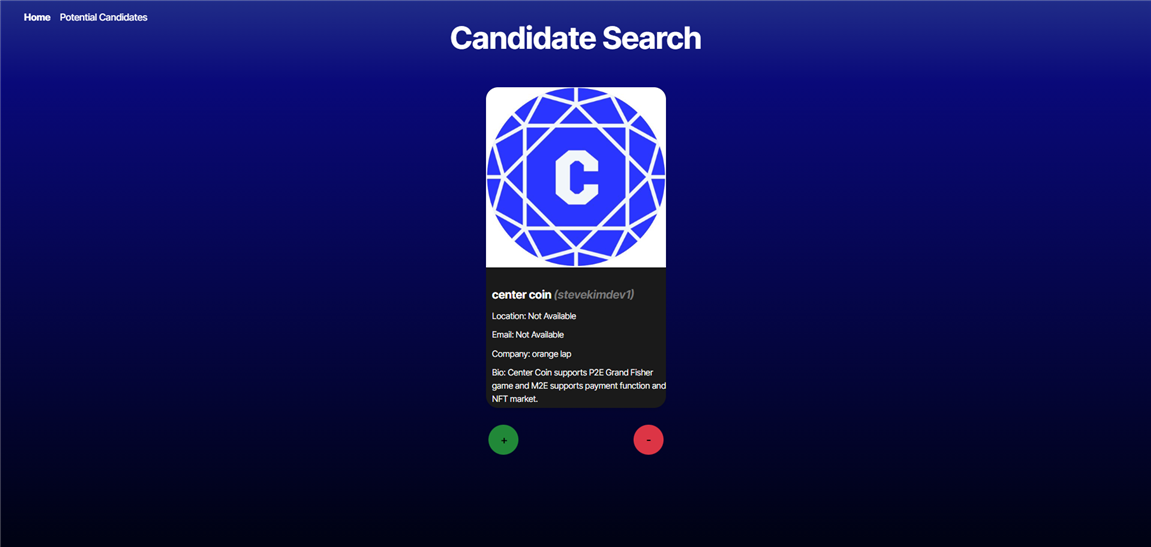 Home Potential Candidates
Candidate Search
C
center coin (stevekimdev1)
Location: Not Available
Email: Not Available
Company: orange lap
Bio: Center Coin supports P2E Grand Fisher
game and M2E supports payment function and
NFT market.
+ -